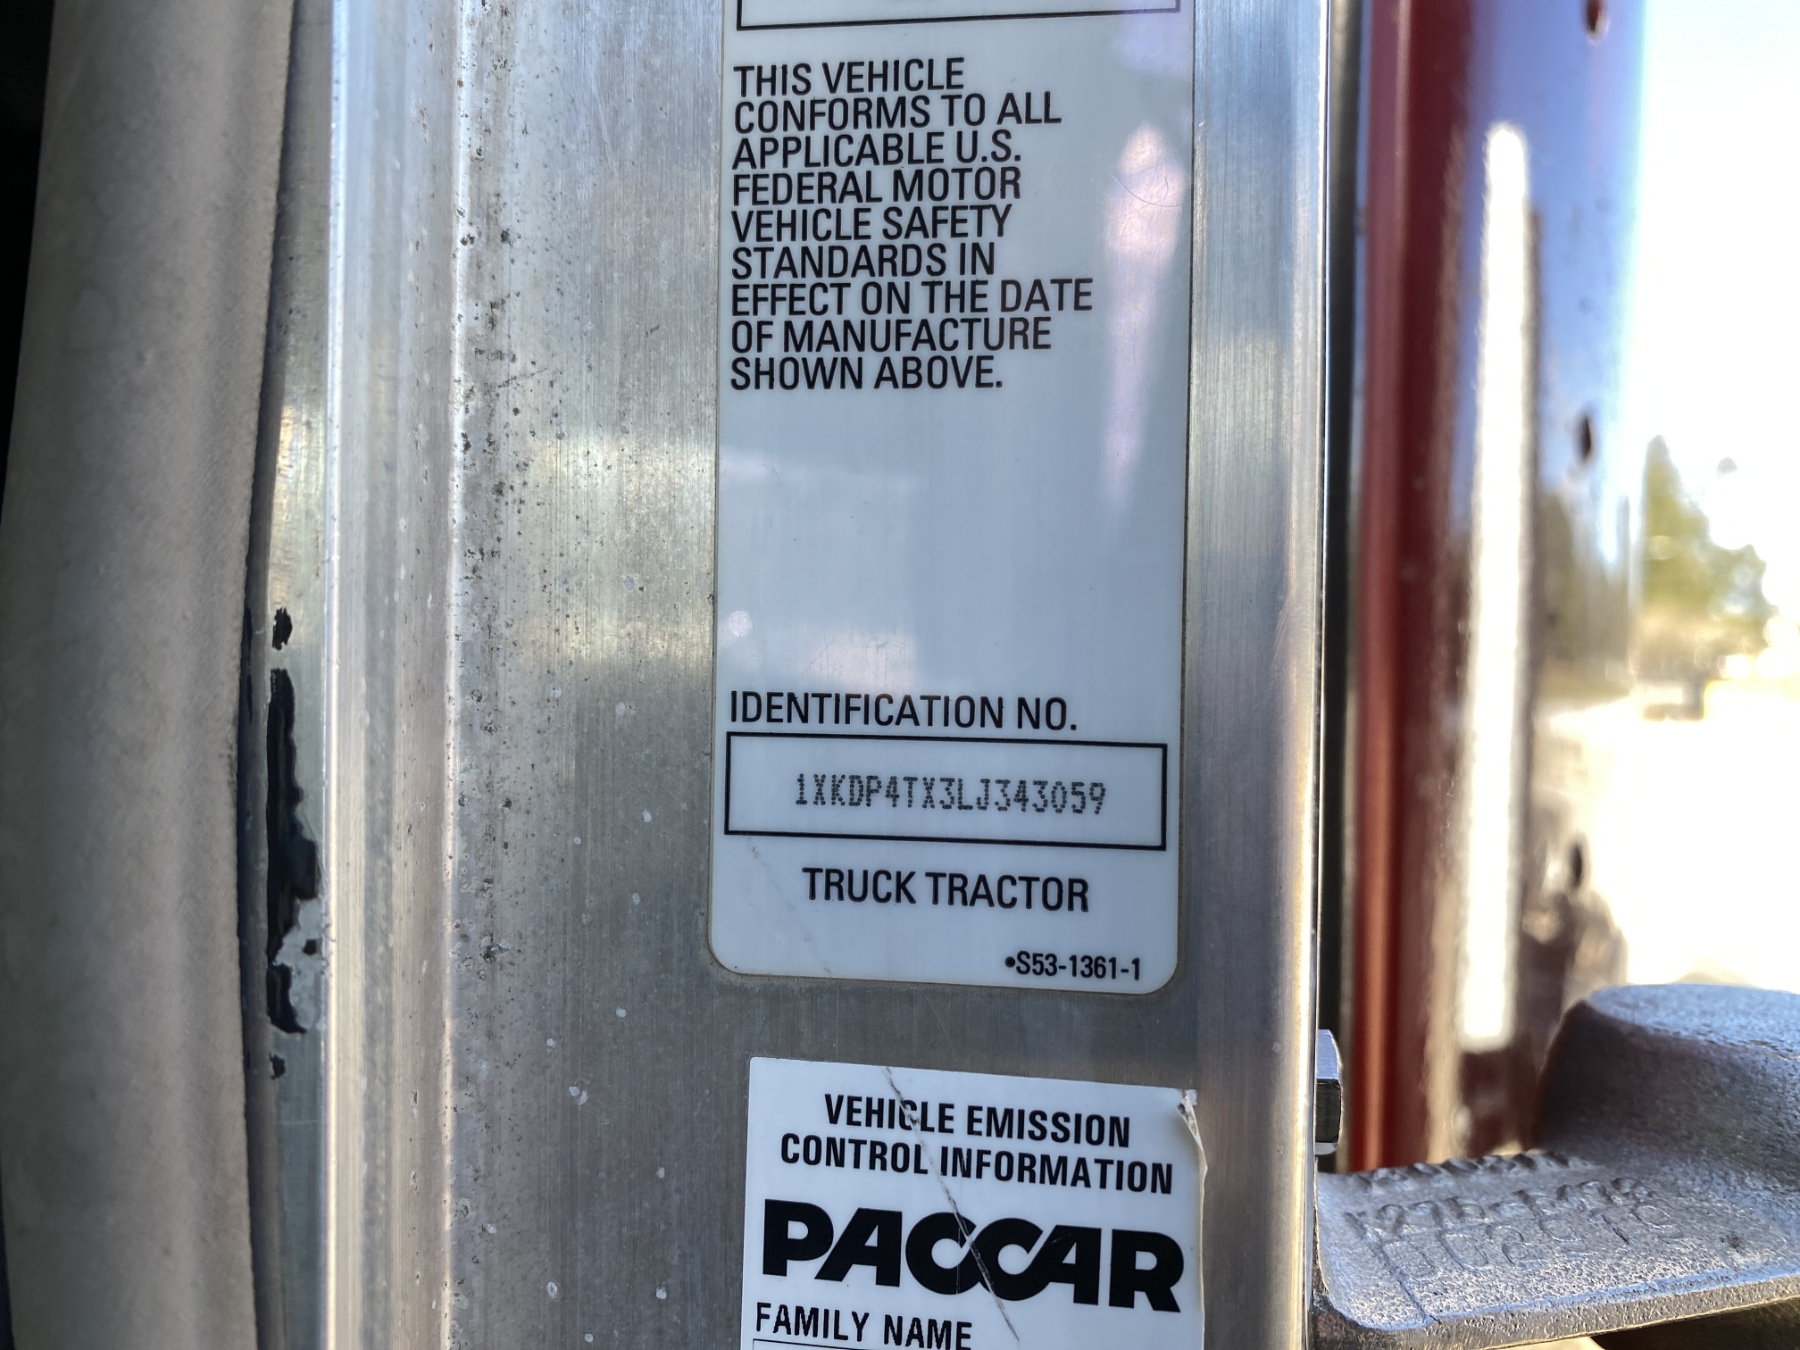 THIS VEHICLE
CONFORMS TO ALL
APPLICABLE U.S.
FEDERAL MOTOR
VEHICLE SAFETY
STANDARDS IN
EFFECT ON THE DATE
OF MANUFACTURE
SHOWN ABOVE.
IDENTIFICATION NO.
1XKDP4TX3LJ343059
TRUCK TRACTOR
•S53-1361-1
VEHICLE EMISSION
CONTROL INFORMATION
PACCAR
FAMILY NAME